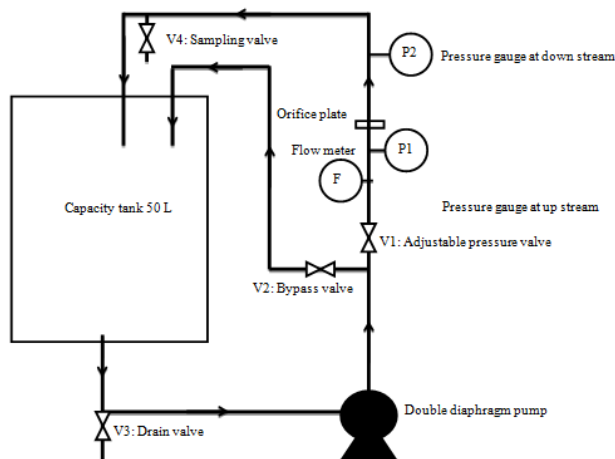 V4: Sampling valve
P2
Pressure gauge at down stream
Orifice plate
Flow meter
P1
F
Capacity tank 50 L
Pressure gauge at up stream
V1: Adjustable pressure valve
V2: Bypass valve
Double diaphragm pump
V3: Drain valve